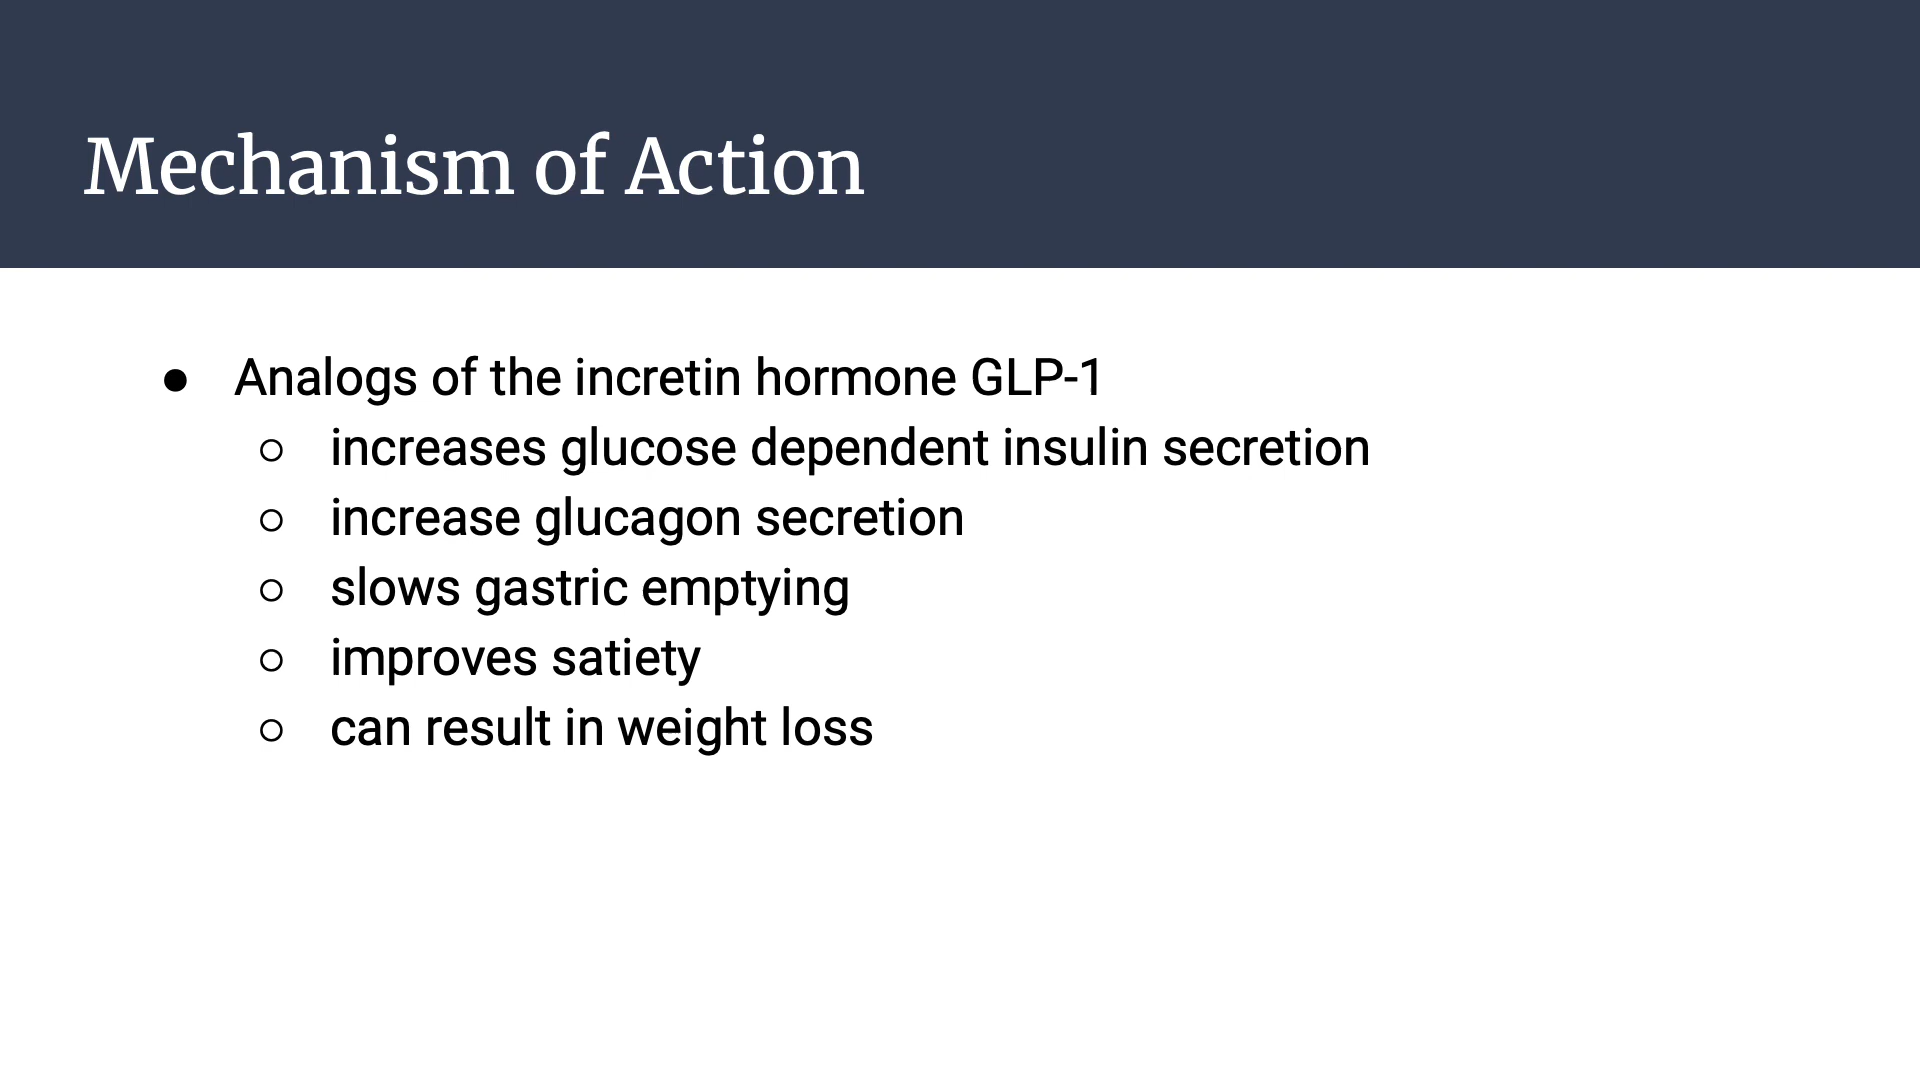 Mechanism of Action
● Analogs of the incretin hormone GLP-1
○ increases glucose dependent insulin secretion
○ increase glucagon secretion
○ slows gastric emptying
○ improves satiety
○ can result in weight loss